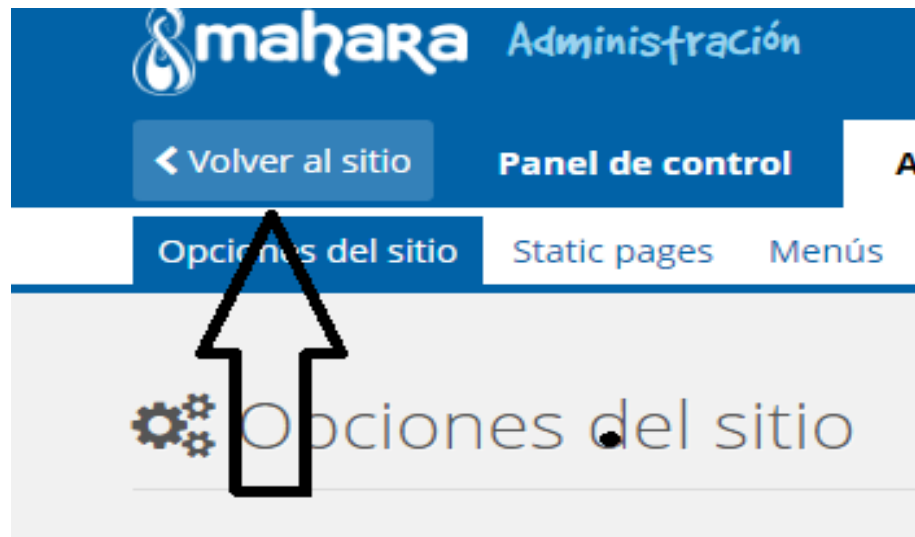 mahara Administración
Volver al sitio Panel de control A
Opciones del sitio Static pages Menús
Opciones del sitio